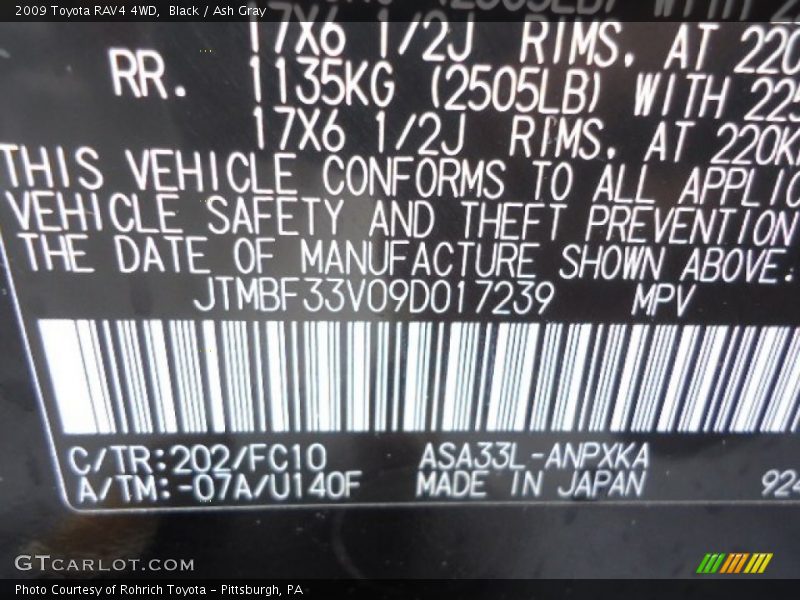 2009 Toyota RAV4 4WD, Black / Ash Gray
(2505LB) WITH
17X6 1/2J RIMS, AT 220
RR. 1135KG (2505LB) WITH 225
17X6 1/2J RIMS, AT 220K
THIS VEHICLE CONFORMS TO ALL APPLIC
VEHICLE SAFETY AND THEFT PREVENTION
THE DATE OF MANUFACTURE SHOWN ABOVE.
JTMBF33V09D017239 MPV
C/TR:202/FC10 ASA33L-ANPXKA
A/TM:-07A/U140F MADE IN JAPAN 924
GTCARLOT.COM
Photo Courtesy of Rohrich Toyota - Pittsburgh, PA